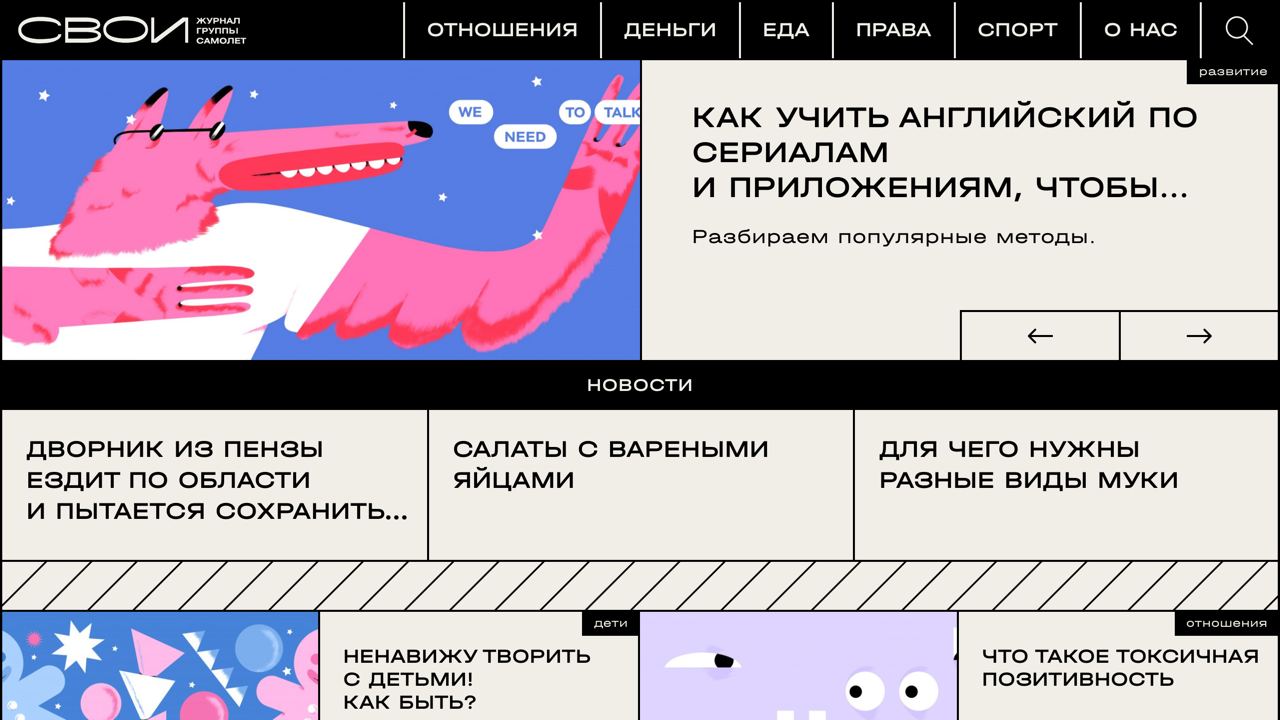 СВОИ
ЖУРНАЛ
ГРУППЫ
САМОЛЕТ
ОТНОШЕНИЯ
ДЕНЬГИ
ЕДА
ПРАВА
СПОРТ
О НАС
развитие
WE
TO
TALK
NEED
КАК УЧИТЬ АНГЛИЙСКИЙ ПО
СЕРИАЛАМ
И ПРИЛОЖЕНИЯМ, ЧТОБЫ...
Разбираем популярные методы.
НОВОСТИ
ДВОРНИК ИЗ ПЕНЗЫ
ЕЗДИТ ПО ОБЛАСТИ
И ПЫТАЕТСЯ СОХРАНИТЬ...
САЛАТЫ С ВАРЕНЫМИ
ЯЙЦАМИ
ДЛЯ ЧЕГО НУЖНЫ
РАЗНЫЕ ВИДЫ МУКИ
дети
НЕНАВИЖУ ТВОРИТЬ
С ДЕТЬМИ!
КАК БЫТЬ?
отношения
ЧТО ТАКОЕ ТОКСИЧНАЯ
ПОЗИТИВНОСТЬ